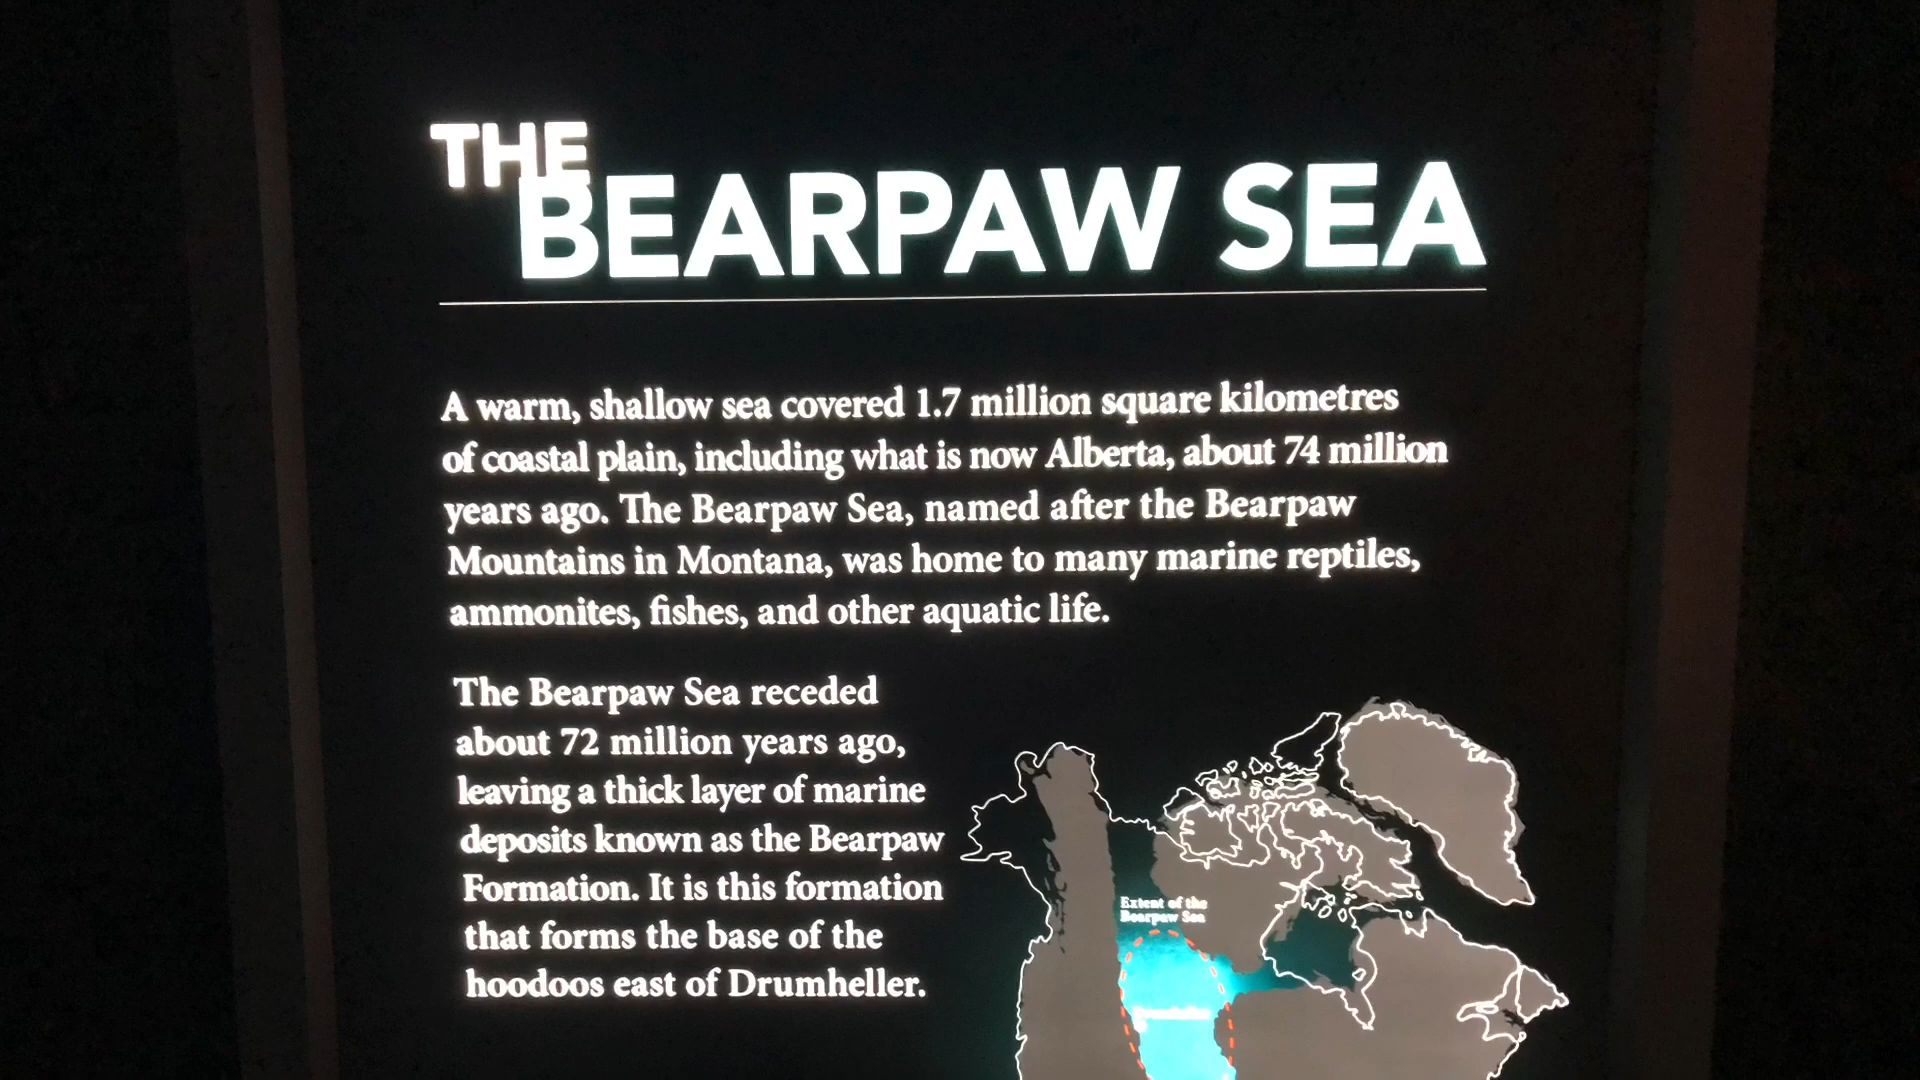 THE
BEARPAW SEA
A warm, shallow sea covered 1.7 million square kilometres
of coastal plain, including what is now Alberta, about 74 million
years ago. The Bearpaw Sea, named after the Bearpaw
Mountains in Montana, was home to many marine reptiles,
ammonites, fishes, and other aquatic life.
The Bearpaw Sea receded
about 72 million years ago,
leaving a thick layer of marine
deposits known as the Bearpaw
Formation. It is this formation
that forms the base of the
hoodoos east of Drumheller.
Extent of the
Bearpaw Sea